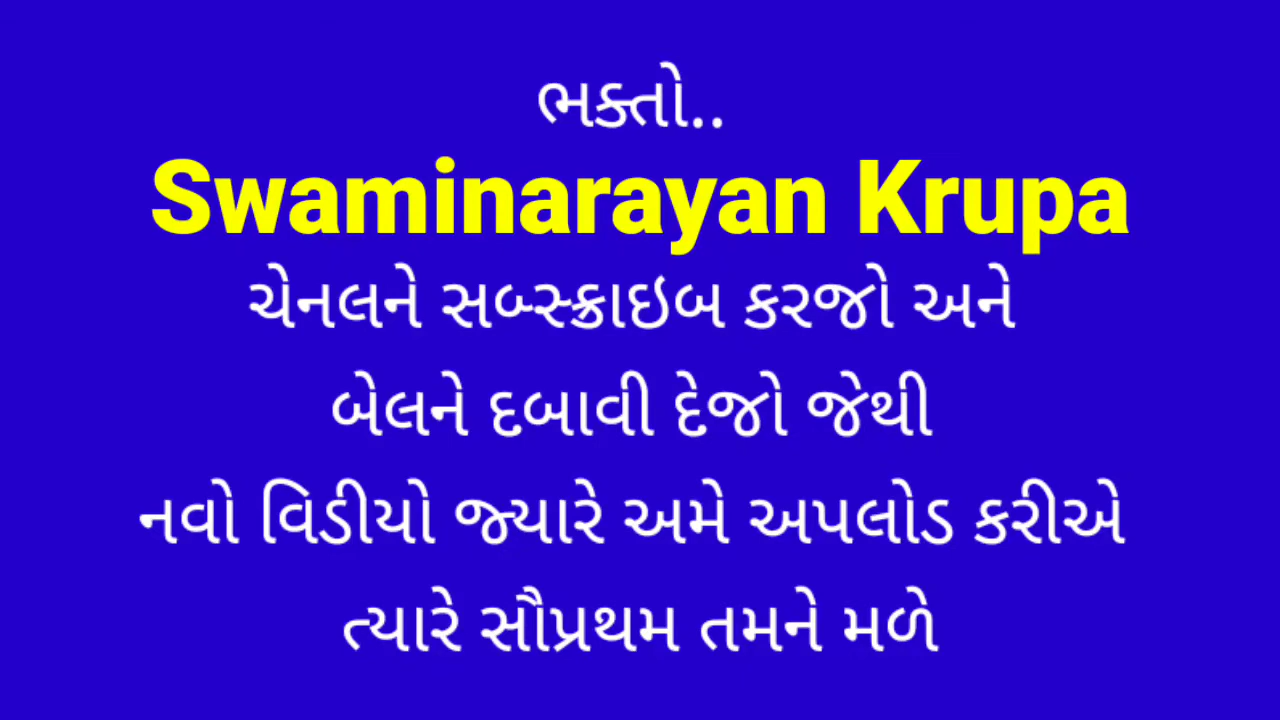 ભક્તો..
Swaminarayan Krupa
ચેનલને સબ્સ્ક્રાઇબ કરજો અને
બેલને દબાવી દેજો જેથી
નવો વિડીયો જ્યારે અમે અપલોડ કરીએ
ત્યારે સૌપ્રથમ તમને મળે